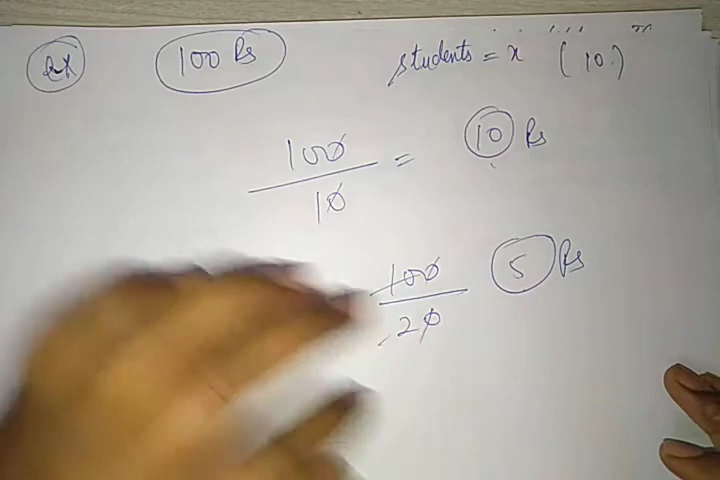 Ex 100 Rs students = x (10)
100 / 10 = 10 Rs
100 / 20 5 Rs